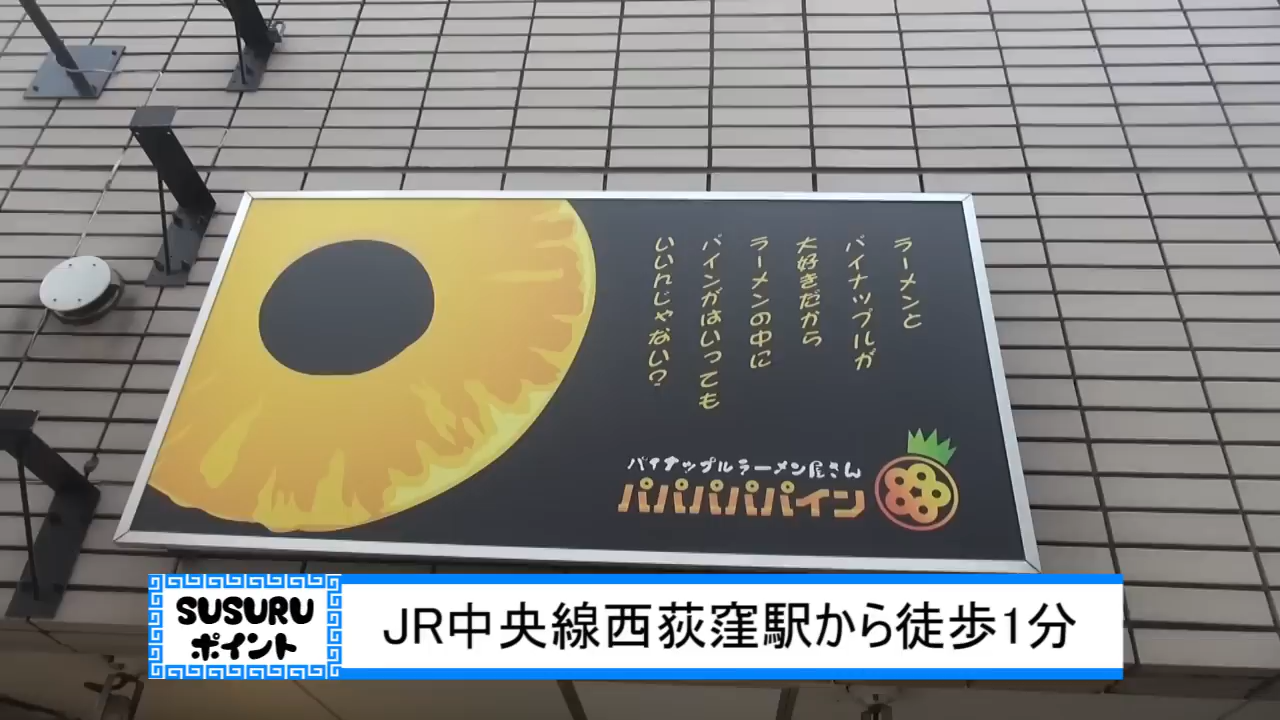 ラーメンと
パイナップルが
大好きだから
ラーメンの中に
パインがはいっても
いいんじゃない？
パイナップルラーメン屋さん
パパパパパイン
SUSURU
ポイント
JR中央線西荻窪駅から徒歩1分